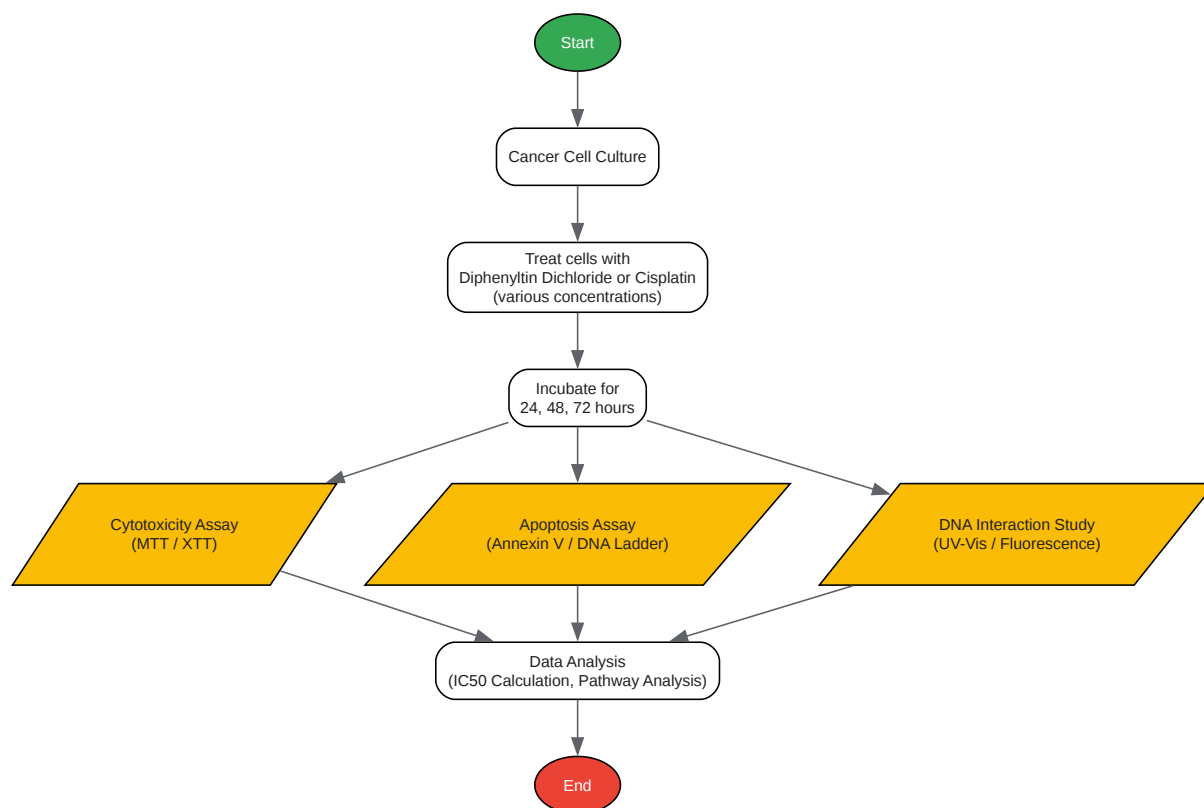 Start
Cancer Cell Culture
Treat cells with
Diphenyltin Dichloride or Cisplatin
(various concentrations)
Incubate for
24, 48, 72 hours
Cytotoxicity Assay
(MTT / XTT)
Apoptosis Assay
(Annexin V / DNA Ladder)
DNA Interaction Study
(UV-Vis / Fluorescence)
Data Analysis
(IC50 Calculation, Pathway Analysis)
End